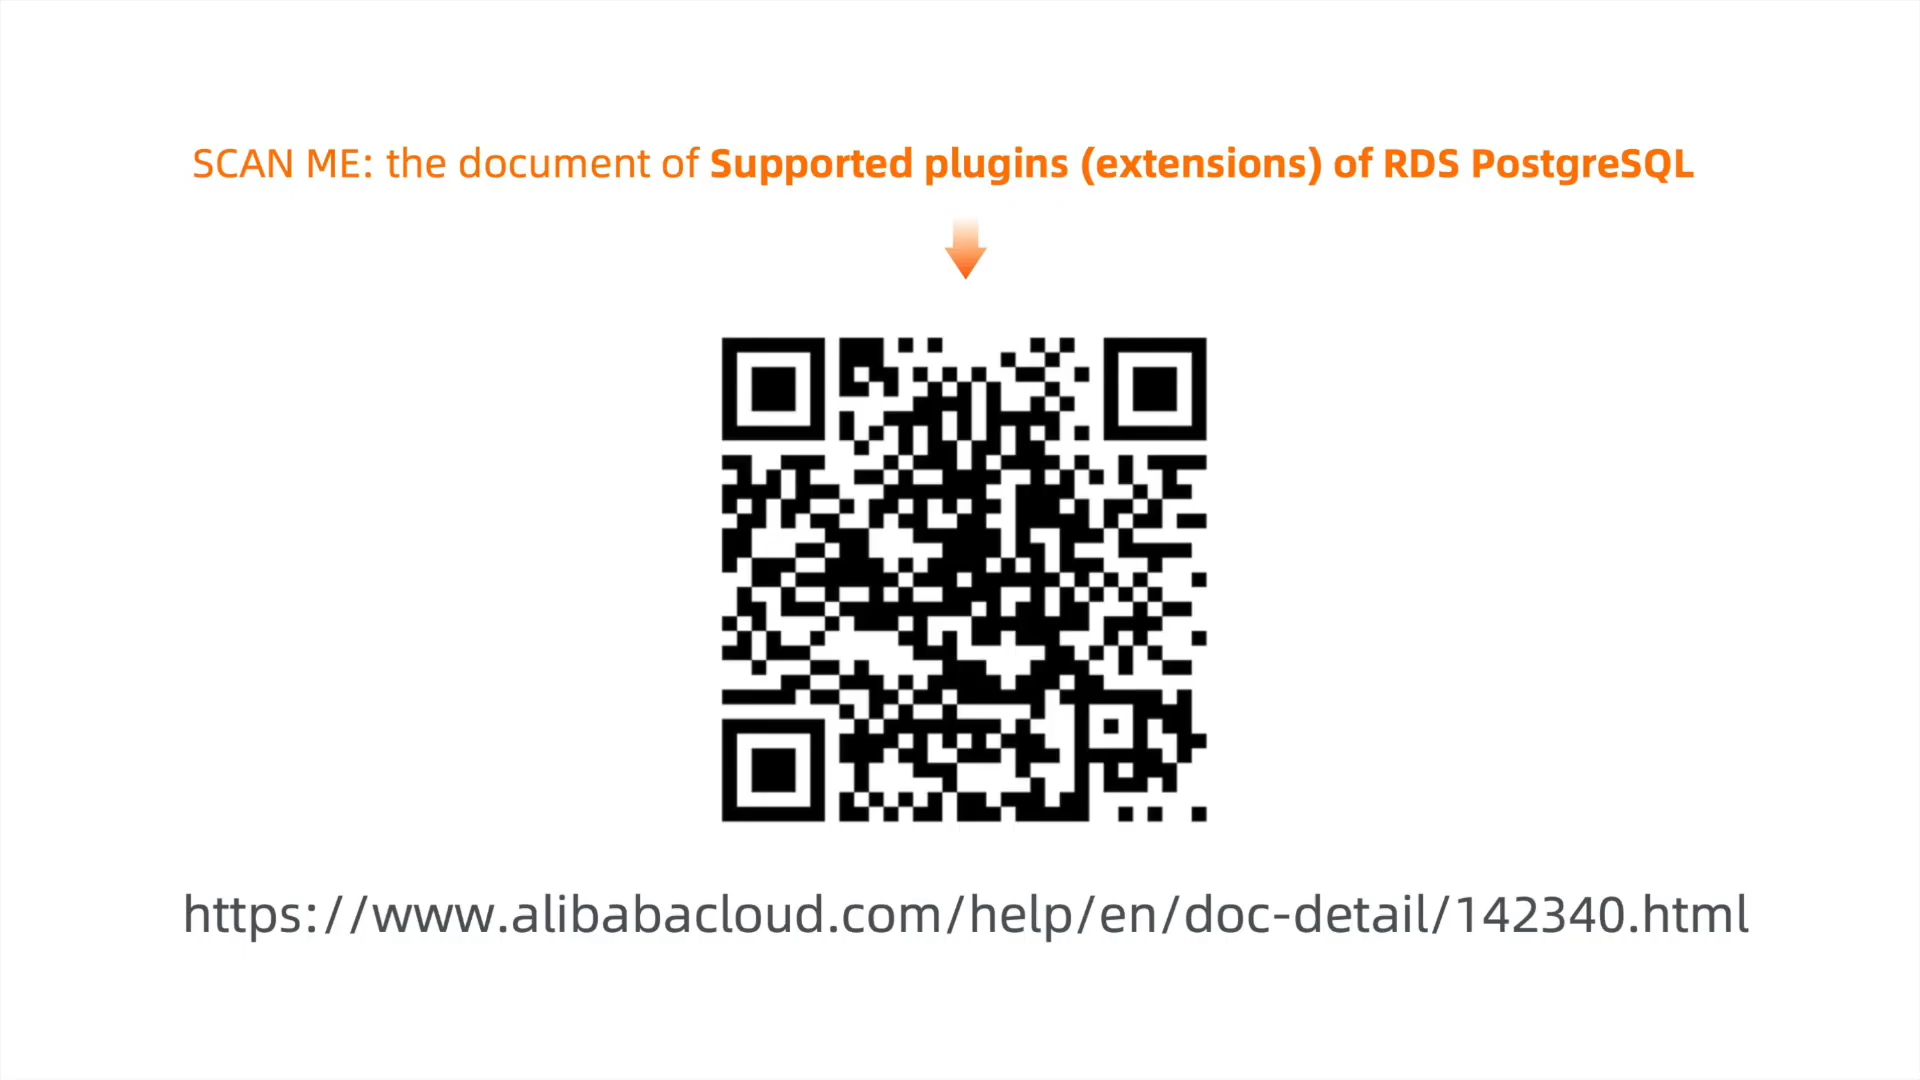 SCAN ME: the document of Supported plugins (extensions) of RDS PostgreSQL
https://www.alibabacloud.com/help/en/doc-detail/142340.html